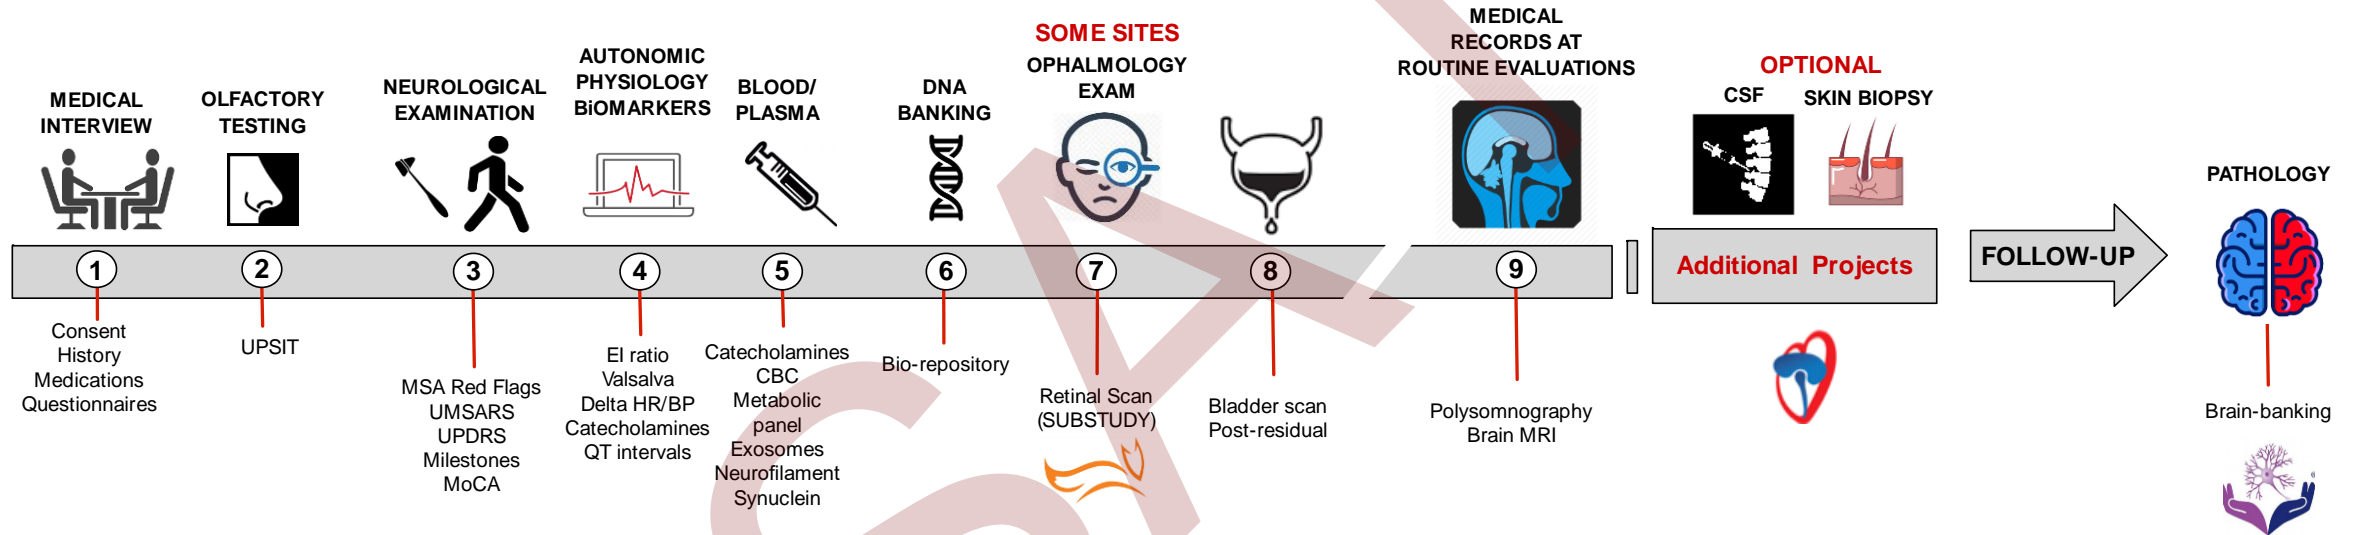 MEDICAL
INTERVIEW
1
Consent
History
Medications
Questionnaires
OLFACTORY
TESTING
2
UPSIT
NEUROLOGICAL
EXAMINATION
3
MSA Red Flags
UMSARS
UPDRS
Milestones
MoCA
AUTONOMIC
PHYSIOLOGY
BiOMARKERS
4
EI ratio
Valsalva
Delta HR/BP
Catecholamines
QT intervals
BLOOD/
PLASMA
5
Catecholamines
CBC
Metabolic
panel
Exosomes
Neurofilament
Synuclein
DNA
BANKING
6
Bio-repository
SOME SITES
OPHALMOLOGY
EXAM
7
Retinal Scan
(SUBSTUDY)
8
Bladder scan
Post-residual
MEDICAL
RECORDS AT
ROUTINE EVALUATIONS
9
Polysomnography
Brain MRI
OPTIONAL
CSF
SKIN BIOPSY
Additional Projects
FOLLOW-UP
PATHOLOGY
Brain-banking